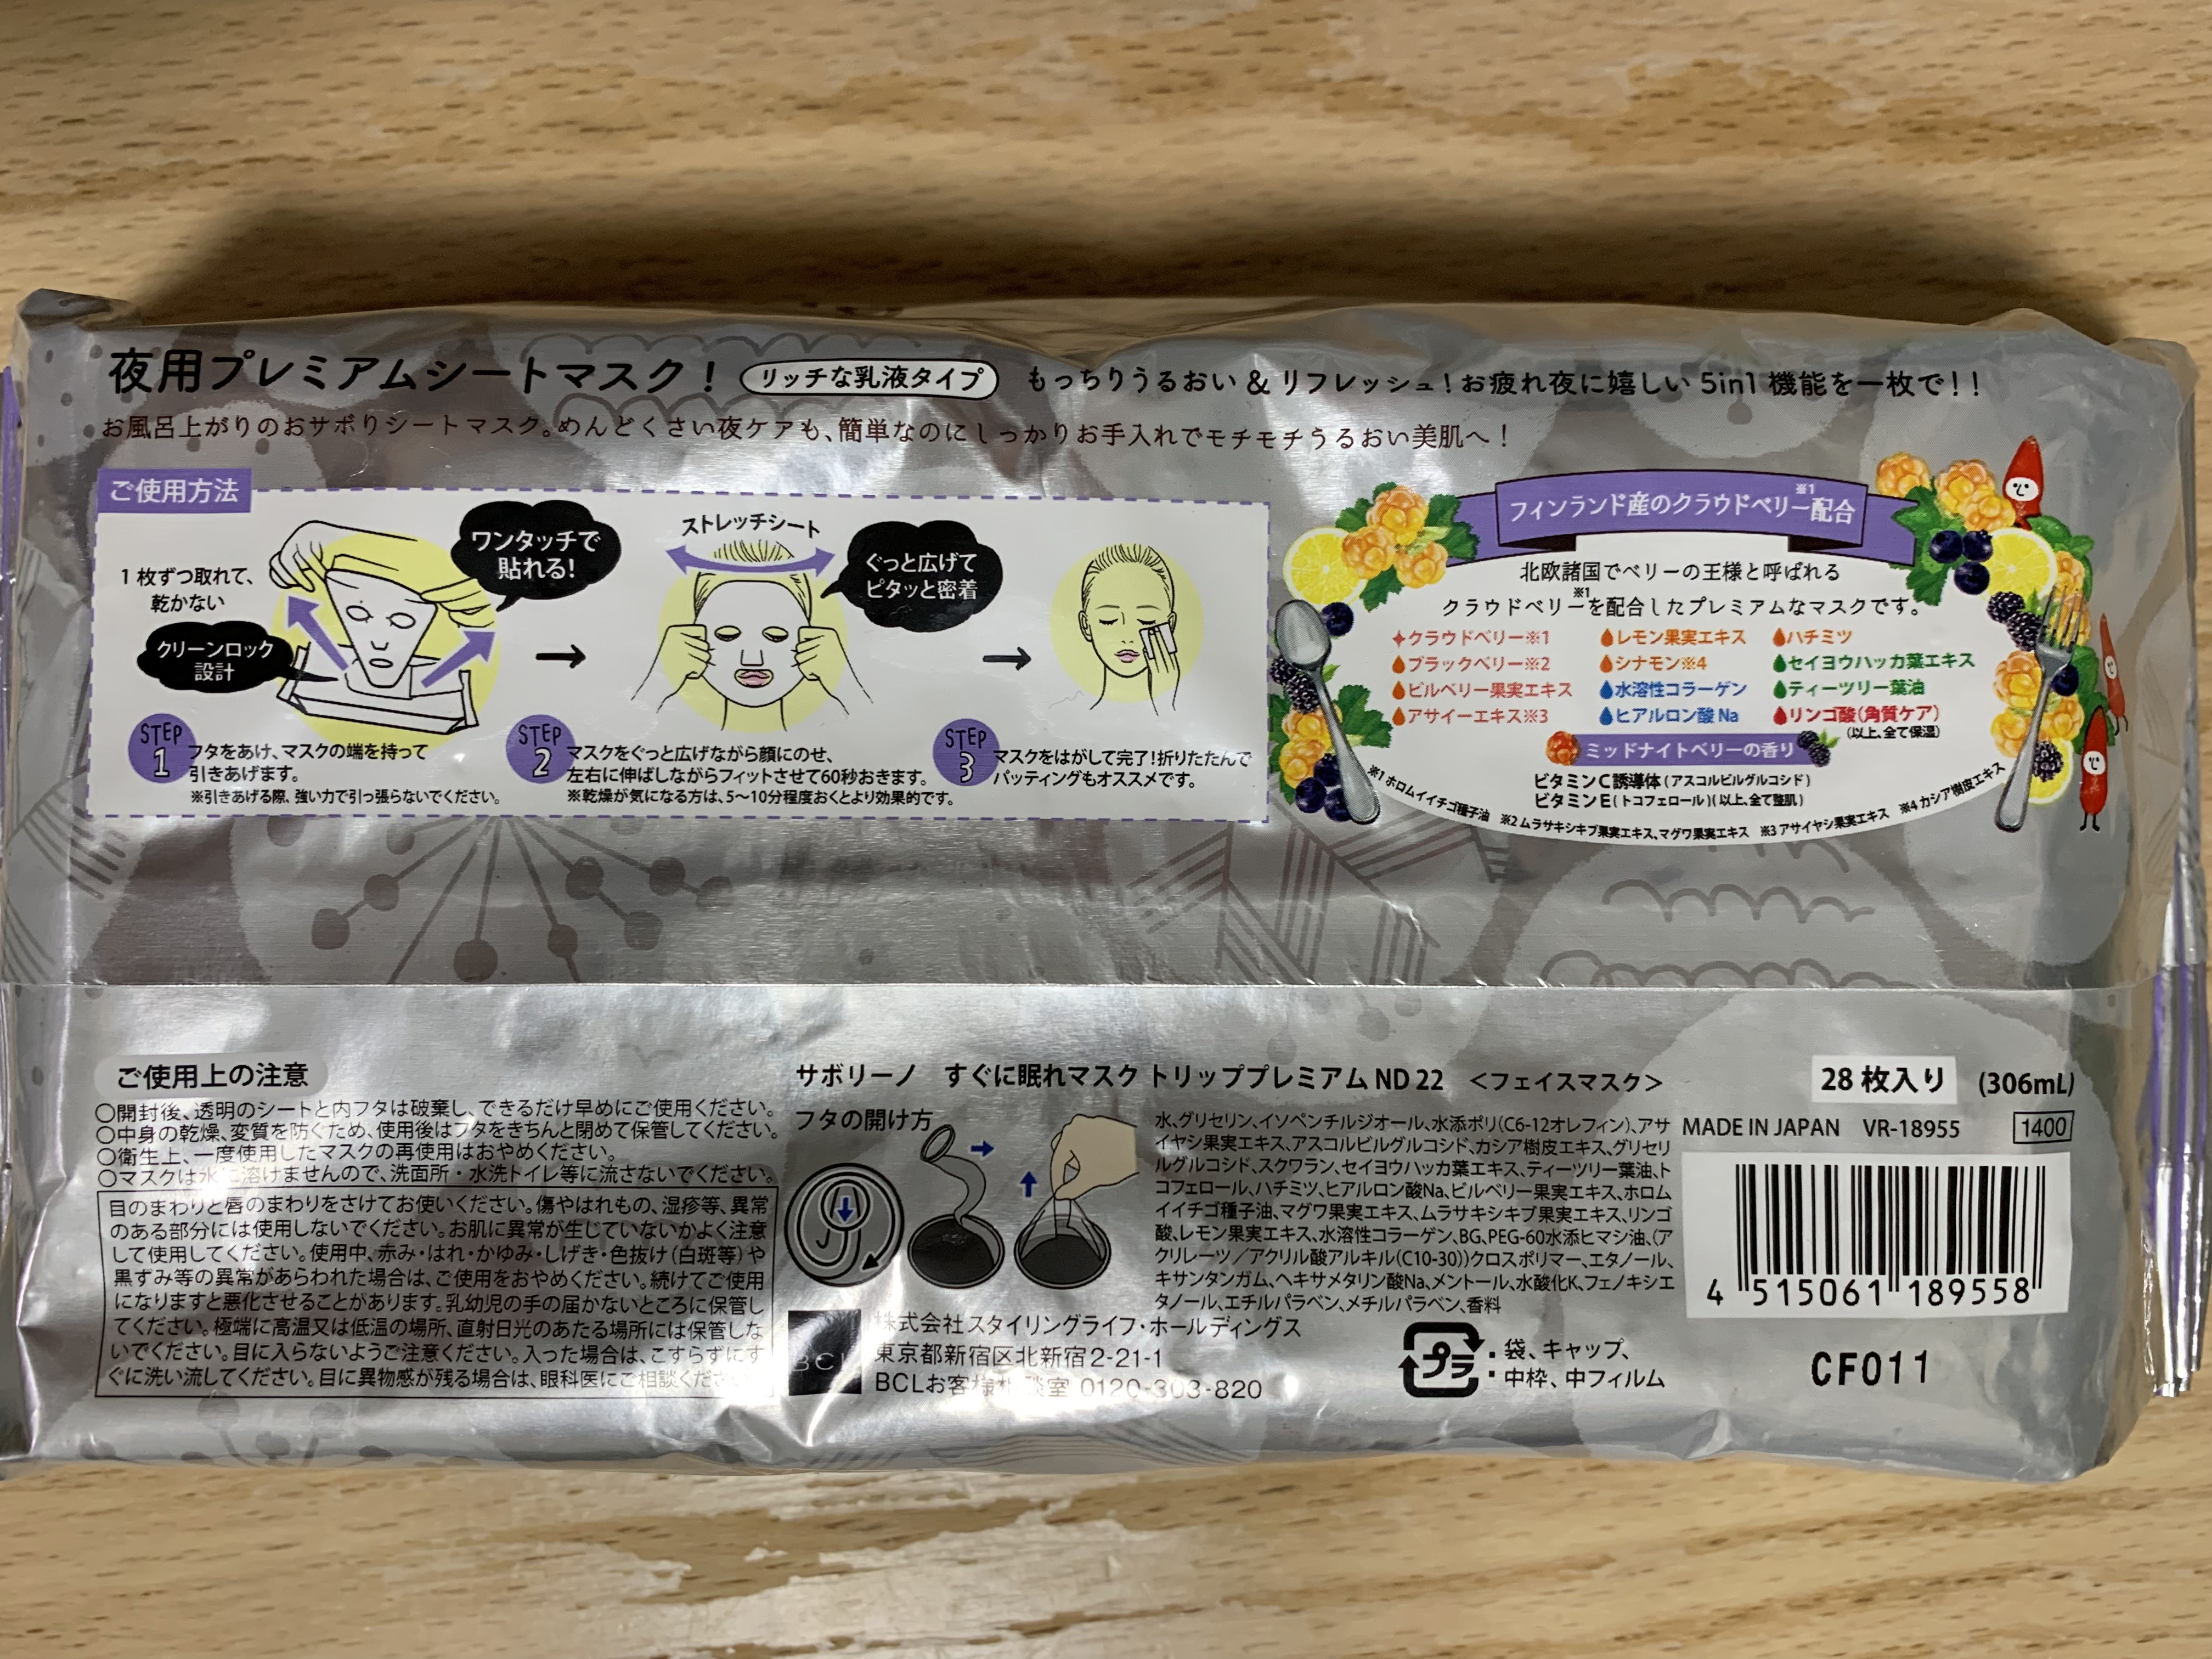 夜用プレミアムシートマスク！ リッチな乳液タイプ もっちりうるおい & リフレッシュ！お疲れ夜に嬉しい 5in1 機能を一枚で！！
お風呂上がりのおサボりシートマスク。めんどくさい夜ケアも、簡単なのにしっかりお手入れでモチモチうるおい美肌へ！
ご使用方法
1 枚ずつ取れて、
乾かない
クリーンロック
設計
ワンタッチで
貼れる!
STEP
1
フタをあけ、マスクの端を持って
引きあげます。
※引きあげる際、強い力で引っ張らないでください。
ストレッチシート
ぐっと広げて
ピタッと密着
STEP
2
マスクをぐっと広げながら顔にのせ、
左右に伸ばしながらフィットさせて60秒おきます。
※乾燥が気になる方は、5～10分程度おくとより効果的です。
STEP
3
マスクをはがして完了！折りたたんで
パッティングもオススメです。
フィンランド産のクラウドベリー※1配合
北欧諸国でベリーの王様と呼ばれる
クラウドベリー※1を配合したプレミアムなマスクです。
クラウドベリー※1 レモン果実エキス ハチミツ
ブラックベリー※2 シナモン※4 セイヨウハッカ葉エキス
ビルベリー果実エキス 水溶性コラーゲン ティーツリー葉油
アサイーエキス※3 ヒアルロン酸 Na リンゴ酸(角質ケア)
(以上、全て保湿)
ミッドナイトベリーの香り
ビタミンC誘導体(アスコルビルグルコシド)
ビタミンE(トコフェロール)(以上、全て整肌)
※1 ホロムイイチゴ種子油 ※2 ムラサキシキブ果実エキス、マグワ果実エキス ※3 アサイヤシ果実エキス ※4 カシア樹皮エキス
ご使用上の注意
○開封後、透明のシートと内フタは破棄し、できるだけ早めにご使用ください。
○中身の乾燥、変質を防ぐため、使用後はフタをきちんと閉めて保管してください。
○衛生上、一度使用したマスクの再使用はおやめください。
○マスクは水に溶けませんので、洗面所・水洗トイレ等に流さないでください。
目のまわりと唇のまわりをさけてお使いください。傷やはれもの、湿疹等、異常
のある部分には使用しないでください。お肌に異常が生じていないかよく注意
して使用してください。使用中、赤み・はれ・かゆみ・しげき・色抜け(白斑等)や
黒ずみ等の異常があらわれた場合は、ご使用をおやめください。続けてご使用
になりますと悪化させることがあります。乳幼児の手の届かないところに保管し
てください。極端に高温又は低温の場所、直射日光のあたる場所には保管しな
いでください。目に入らないようご注意ください。入った場合は、こすらずにす
ぐに洗い流してください。目に異物感が残る場合は、眼科医にご相談くださ
サボリーノ すぐに眠れマスク トリッププレミアム ND 22 ＜フェイスマスク＞
フタの開け方
水、グリセリン、イソペンチルジオール、水添ポリ(C6-12オレフィン)、アサ
イヤシ果実エキス、アスコルビルグルコシド、カシア樹皮エキス、グリセリ
ルグルコシド、スクワラン、セイヨウハッカ葉エキス、ティーツリー葉油、ト
コフェロール、ハチミツ、ヒアルロン酸Na、ビルベリー果実エキス、ホロム
イイチゴ種子油、マグワ果実エキス、ムラサキシキブ果実エキス、リンゴ
酸、レモン果実エキス、水溶性コラーゲン、BG、PEG-60水添ヒマシ油、(ア
クリレーツ／アクリル酸アルキル(C10-30))クロスポリマー、エタノール、
キサンタンガム、ヘキサメタリン酸Na、メントール、水酸化K、フェノキシエ
タノール、エチルパラベン、メチルパラベン、香料
BCL
株式会社スタイリングライフ・ホールディングス
東京都新宿区北新宿2-21-1
BCLお客様相談室 0120-303-820
プラ
袋、キャップ、
中枠、中フィルム
28 枚入り (306mL)
MADE IN JAPAN VR-18955 1400
4 515061 189558
CF011